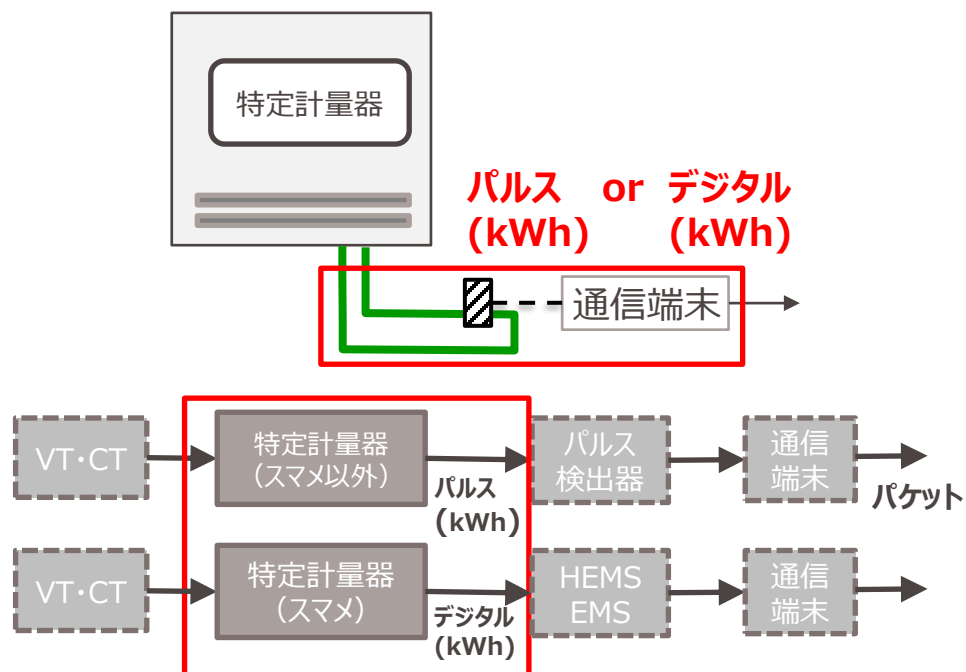 特定計量器
パルス or デジタル
(kWh) (kWh)
通信端末
VT・CT
特定計量器
(スマメ以外)
パルス
(kWh)
パルス
検出器
通信
端末
パケット
VT・CT
特定計量器
(スマメ)
デジタル
(kWh)
HEMS
EMS
通信
端末